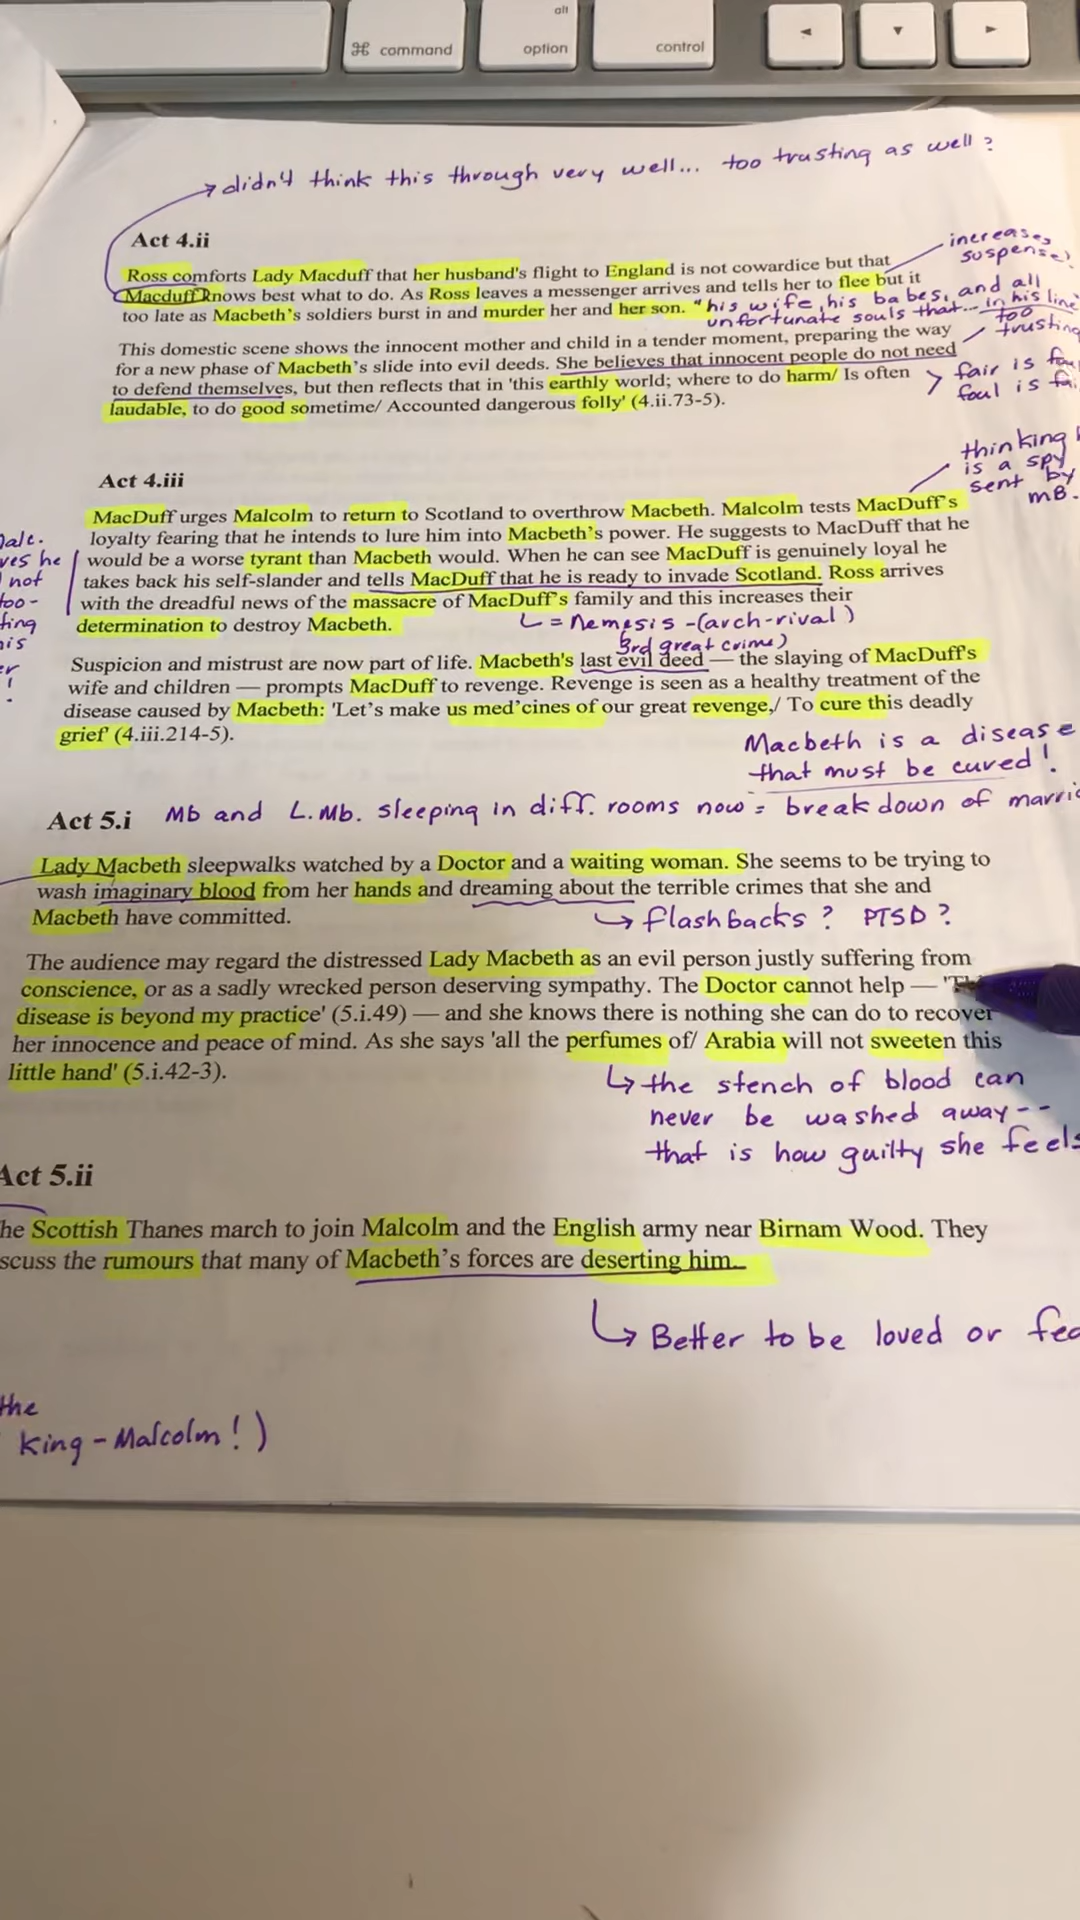 ⌘ command
alt
option
control
didn't think this through very well... too trusting as well?
Act 4.ii
increases
suspense!
Ross comforts Lady Macduff that her husband's flight to England is not cowardice but that
Macduff knows best what to do. As Ross leaves a messenger arrives and tells her to flee but it
too late as Macbeth's soldiers burst in and murder her and her son.
"his wife, his babes, and all
unfortunate souls that... in his line"
This domestic scene shows the innocent mother and child in a tender moment, preparing the way
for a new phase of Macbeth's slide into evil deeds. She believes that innocent people do not need
to defend themselves, but then reflects that in 'this earthly world; where to do harm/ Is often
laudable, to do good sometime/ Accounted dangerous folly' (4.ii.73-5).
too
trusting
fair is
foul is
Act 4.iii
thinking
is a spy
sent by
MB.
MacDuff urges Malcolm to return to Scotland to overthrow Macbeth. Malcolm tests MacDuff's
loyalty fearing that he intends to lure him into Macbeth's power. He suggests to MacDuff that he
would be a worse tyrant than Macbeth would. When he can see MacDuff is genuinely loyal he
takes back his self-slander and tells MacDuff that he is ready to invade Scotland. Ross arrives
with the dreadful news of the massacre of MacDuff's family and this increases their
determination to destroy Macbeth.
he
not
too-
!
= nemesis -(arch-rival)
3rd great crime)
Suspicion and mistrust are now part of life. Macbeth's last evil deed — the slaying of MacDuff's
wife and children — prompts MacDuff to revenge. Revenge is seen as a healthy treatment of the
disease caused by Macbeth: 'Let's make us med'cines of our great revenge,/ To cure this deadly
grief' (4.iii.214-5).
Macbeth is a disease
that must be cured!
Act 5.i
Mb and L.Mb. sleeping in diff. rooms now = breakdown of
Lady Macbeth sleepwalks watched by a Doctor and a waiting woman. She seems to be trying to
wash imaginary blood from her hands and dreaming about the terrible crimes that she and
Macbeth have committed.
flashbacks? PTSD?
The audience may regard the distressed Lady Macbeth as an evil person justly suffering from
conscience, or as a sadly wrecked person deserving sympathy. The Doctor cannot help —
disease is beyond my practice' (5.i.49) — and she knows there is nothing she can do to recover
her innocence and peace of mind. As she says 'all the perfumes of/ Arabia will not sweeten this
little hand' (5.i.42-3).
the stench of blood can
never be washed away--
that is how guilty she feels
Act 5.ii
he Scottish Thanes march to join Malcolm and the English army near Birnam Wood. They
scuss the rumours that many of Macbeth's forces are deserting him.
Better to be loved or
the
king-Malcolm!)